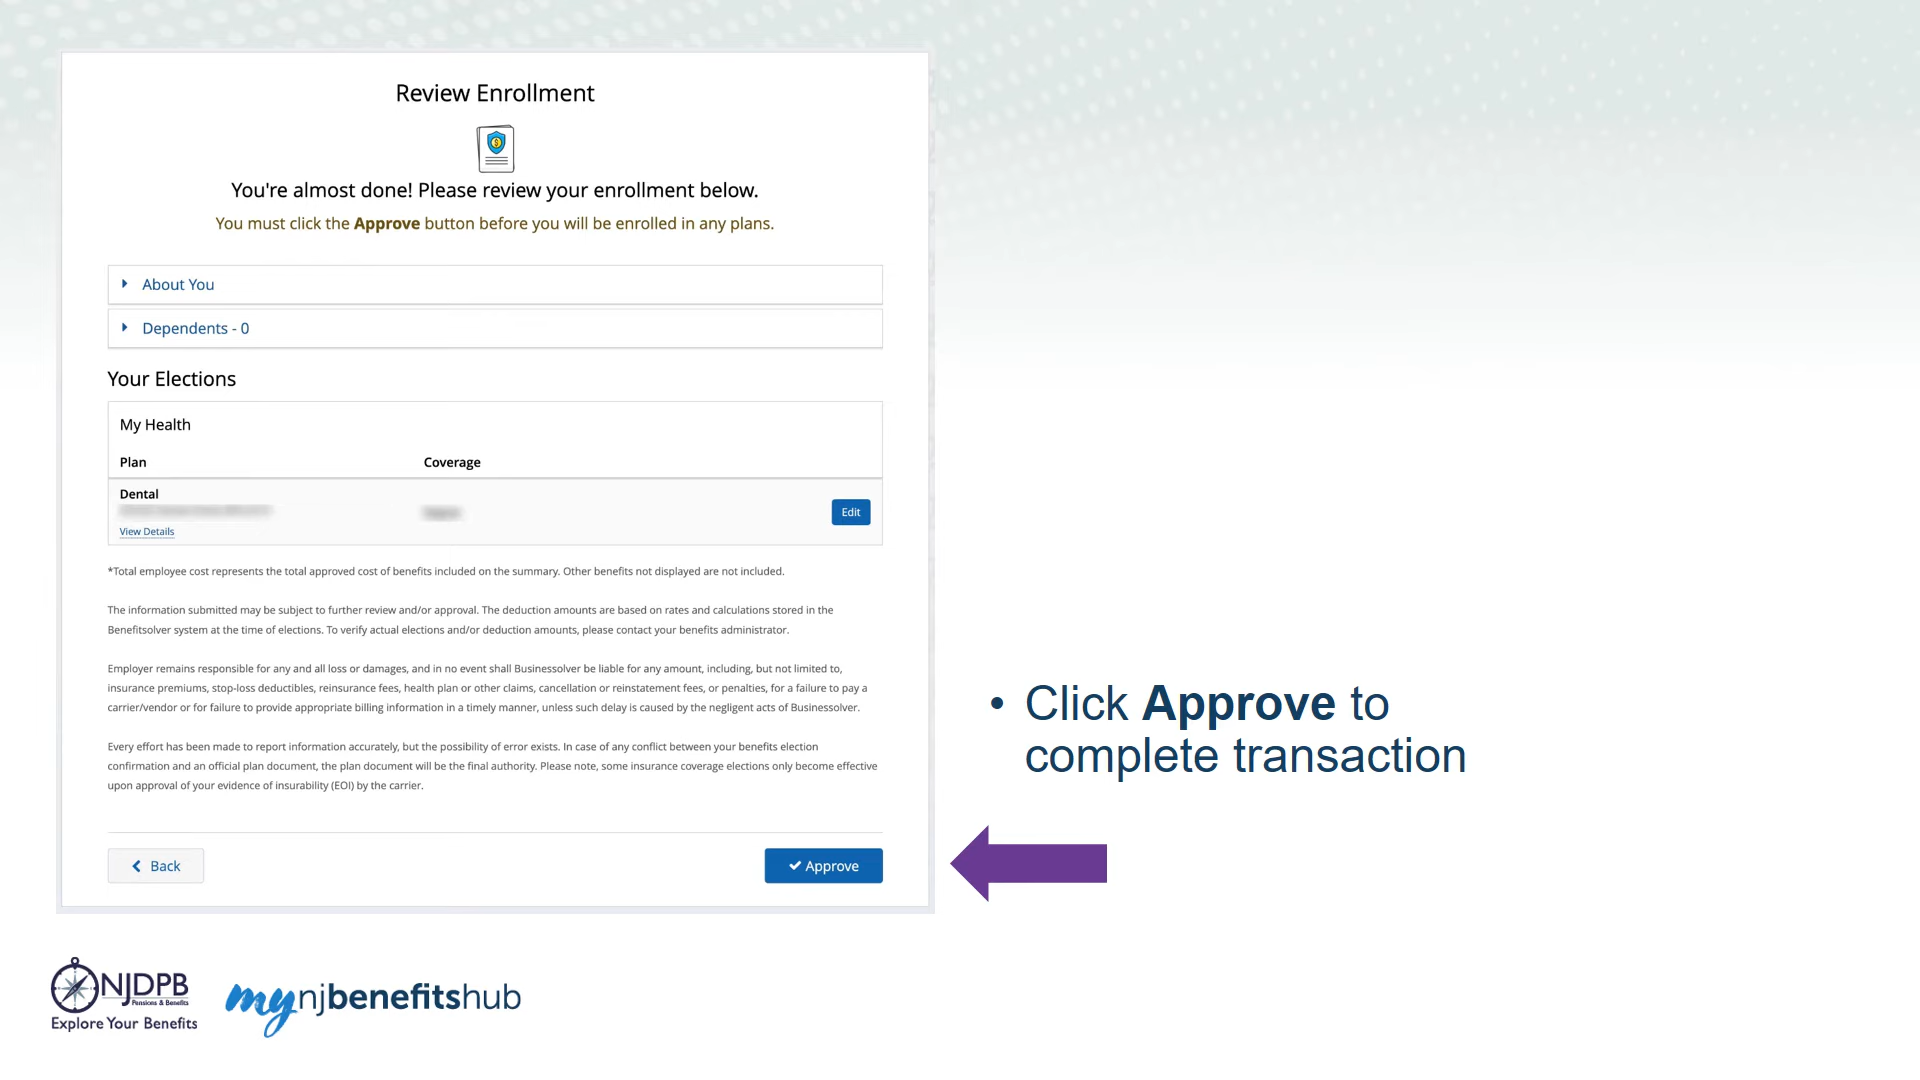 Review Enrollment
You're almost done! Please review your enrollment below.
You must click the Approve button before you will be enrolled in any plans.
About You
Dependents - 0
Your Elections
My Health
Plan Coverage
Dental
View Details
Edit
*Total employee cost represents the total approved cost of benefits included on the summary. Other benefits not displayed are not included.
The information submitted may be subject to further review and/or approval. The deduction amounts are based on rates and calculations stored in the
Benefitsolver system at the time of elections. To verify actual elections and/or deduction amounts, please contact your benefits administrator.
Employer remains responsible for any and all loss or damages, and in no event shall Businessolver be liable for any amount, including, but not limited to,
insurance premiums, stop-loss deductibles, reinsurance fees, health plan or other claims, cancellation or reinstatement fees, or penalties, for a failure to pay a
carrier/vendor or for failure to provide appropriate billing information in a timely manner, unless such delay is caused by the negligent acts of Businessolver.
Every effort has been made to report information accurately, but the possibility of error exists. In case of any conflict between your benefits election
confirmation and an official plan document, the plan document will be the final authority. Please note, some insurance coverage elections only become effective
upon approval of your evidence of insurability (EOI) by the carrier.
Back
Approve
• Click Approve to
complete transaction
NJDPB
Pensions & Benefits
Explore Your Benefits
mynjbenefitshub